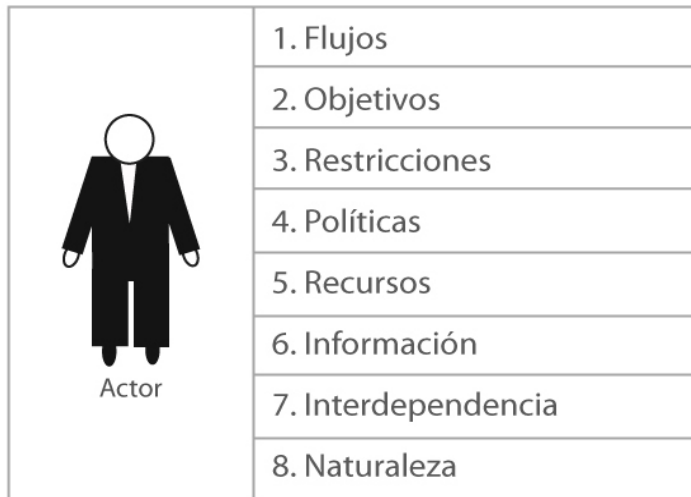 1. Flujos
2. Objetivos
3. Restricciones
4. Políticas
5. Recursos
6. Información
7. Interdependencia
8. Naturaleza
Actor